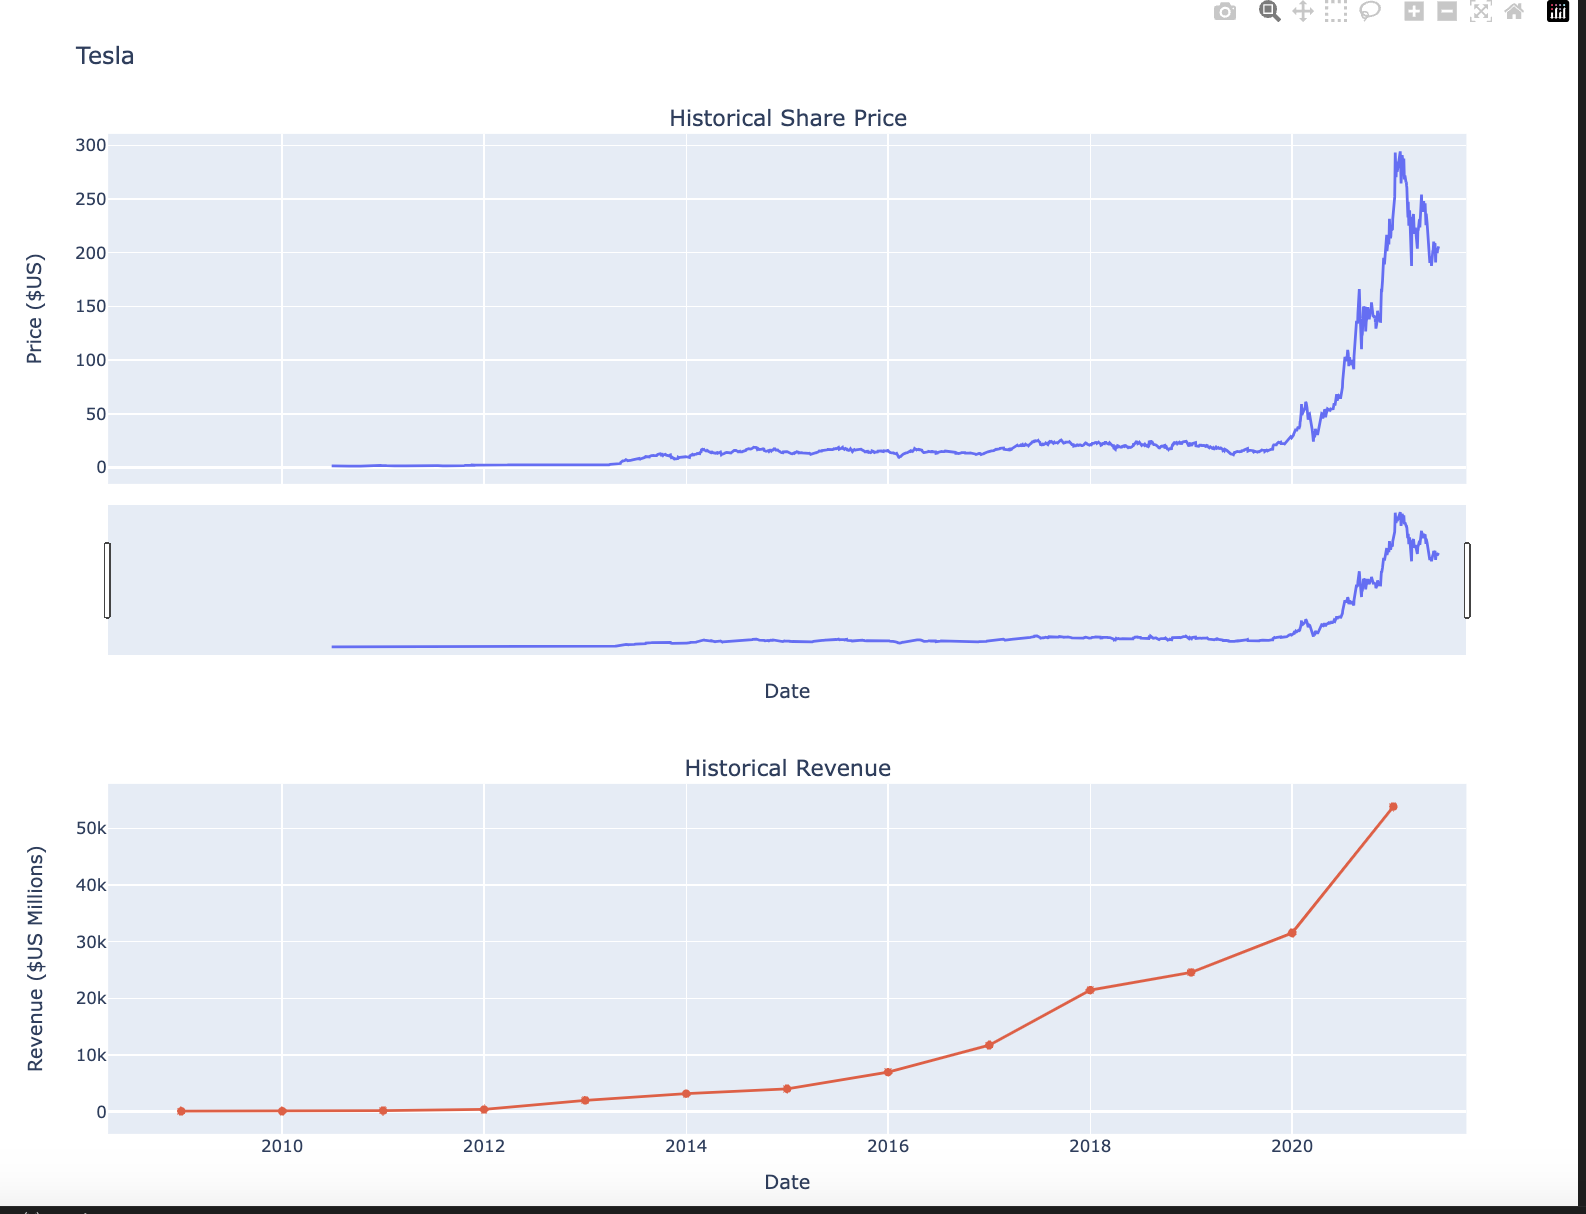 Tesla
Historical Share Price
Price ($US)
300
250
200
150
100
50
0
Date
Historical Revenue
Revenue ($US Millions)
50k
40k
30k
20k
10k
0
2010 2012 2014 2016 2018 2020
Date